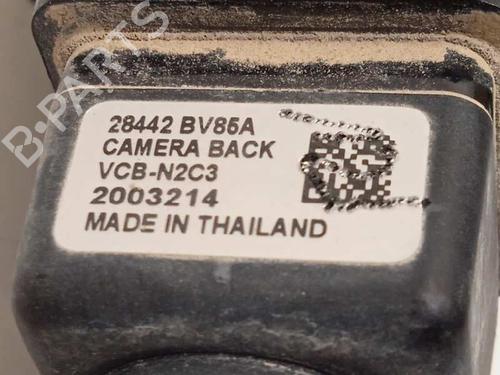 B-PARTS
28442 BV85A
CAMERA BACK
VCB-N2C3
2003214
MADE IN THAILAND